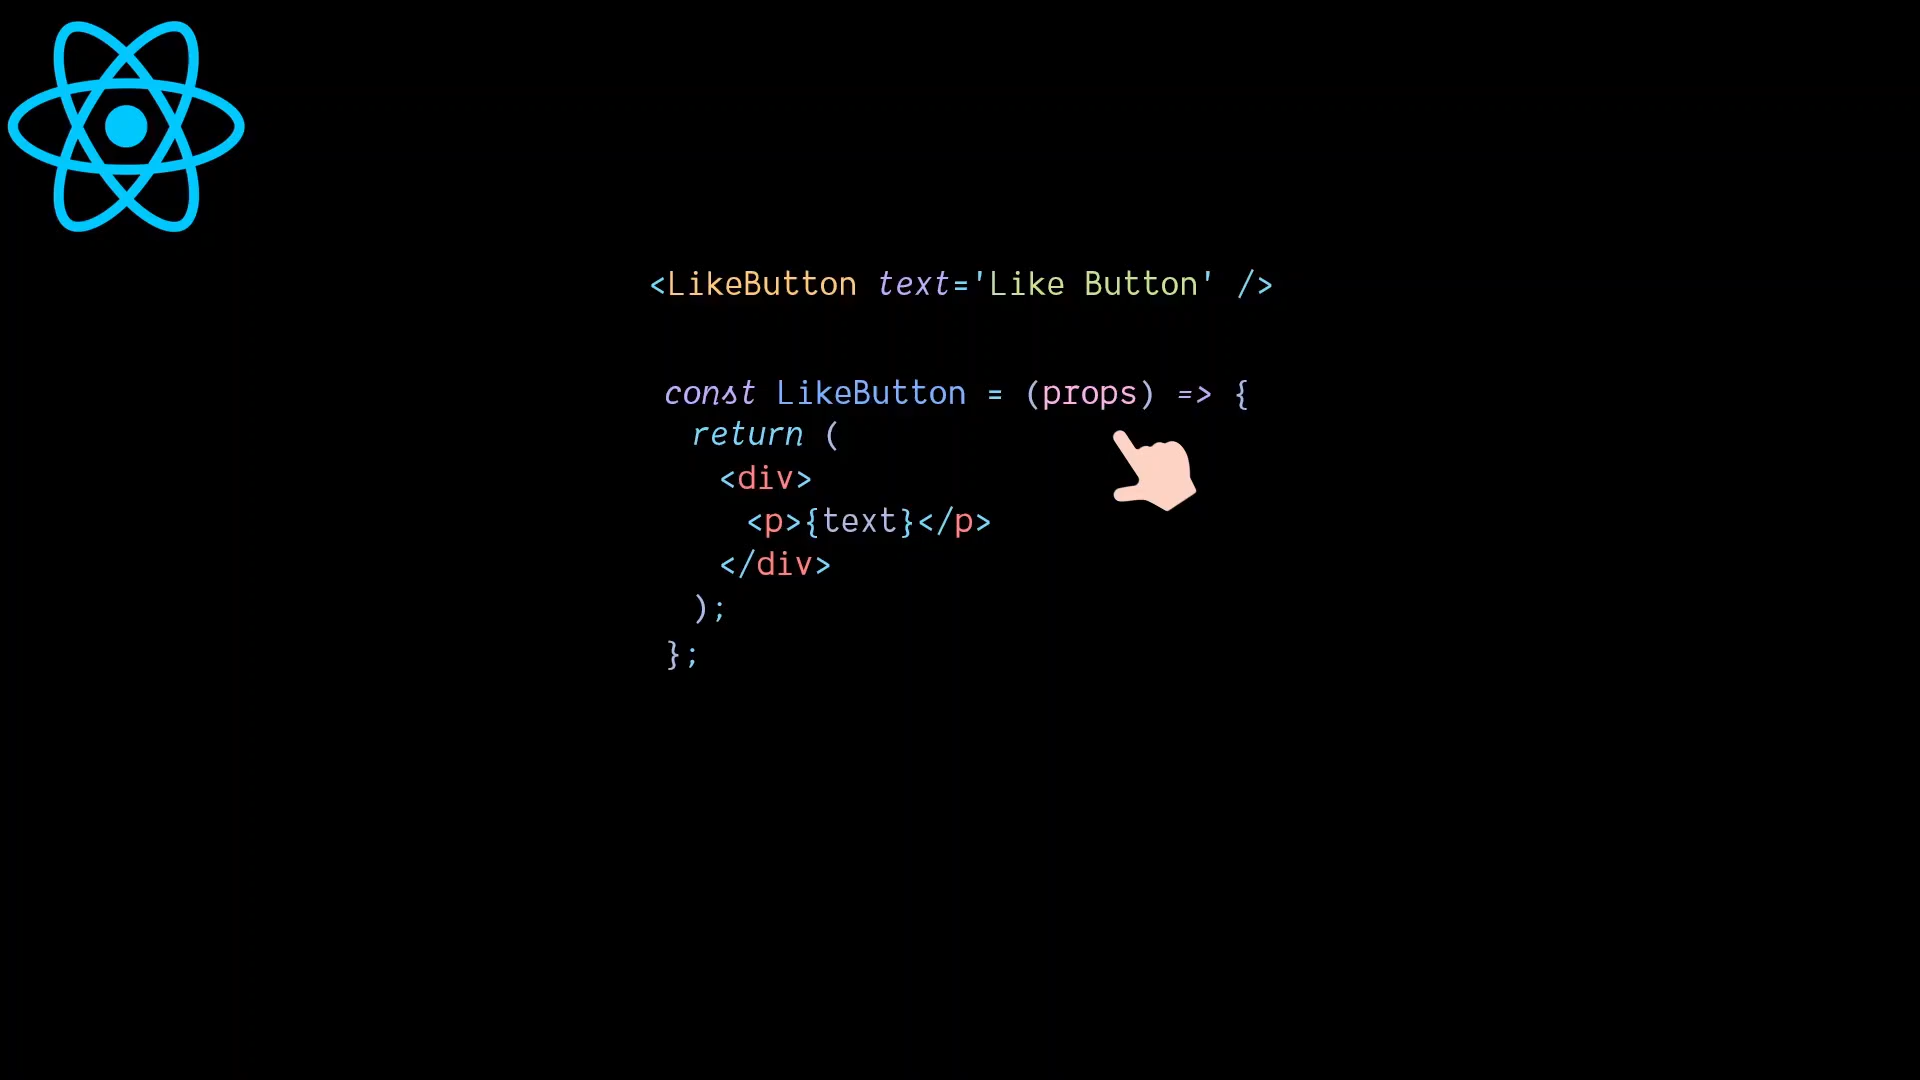 <LikeButton text='Like Button' />
const LikeButton = (props) => {
return (
<div>
<p>{text}</p>
</div>
);
};